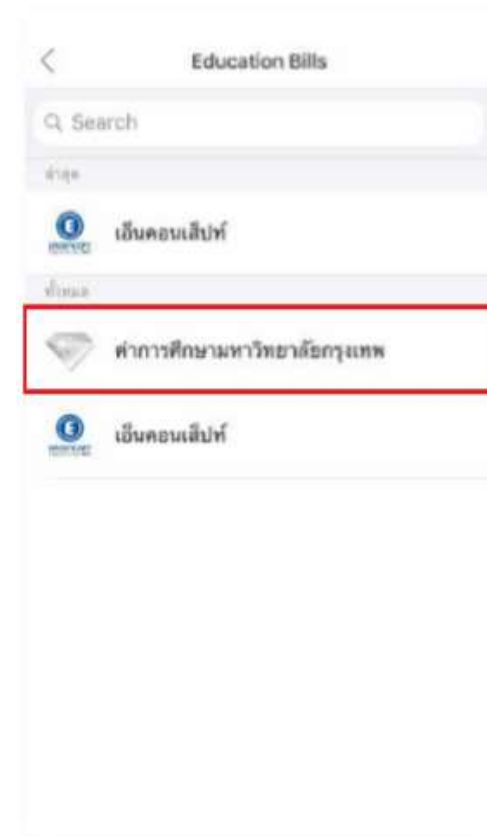 Education Bills
Search
ล่าสุด
เอ็นคอนเส็ปท์
ทั้งหมด
ค่าการศึกษามหาวิทยาลัยกรุงเทพ
เอ็นคอนเส็ปท์